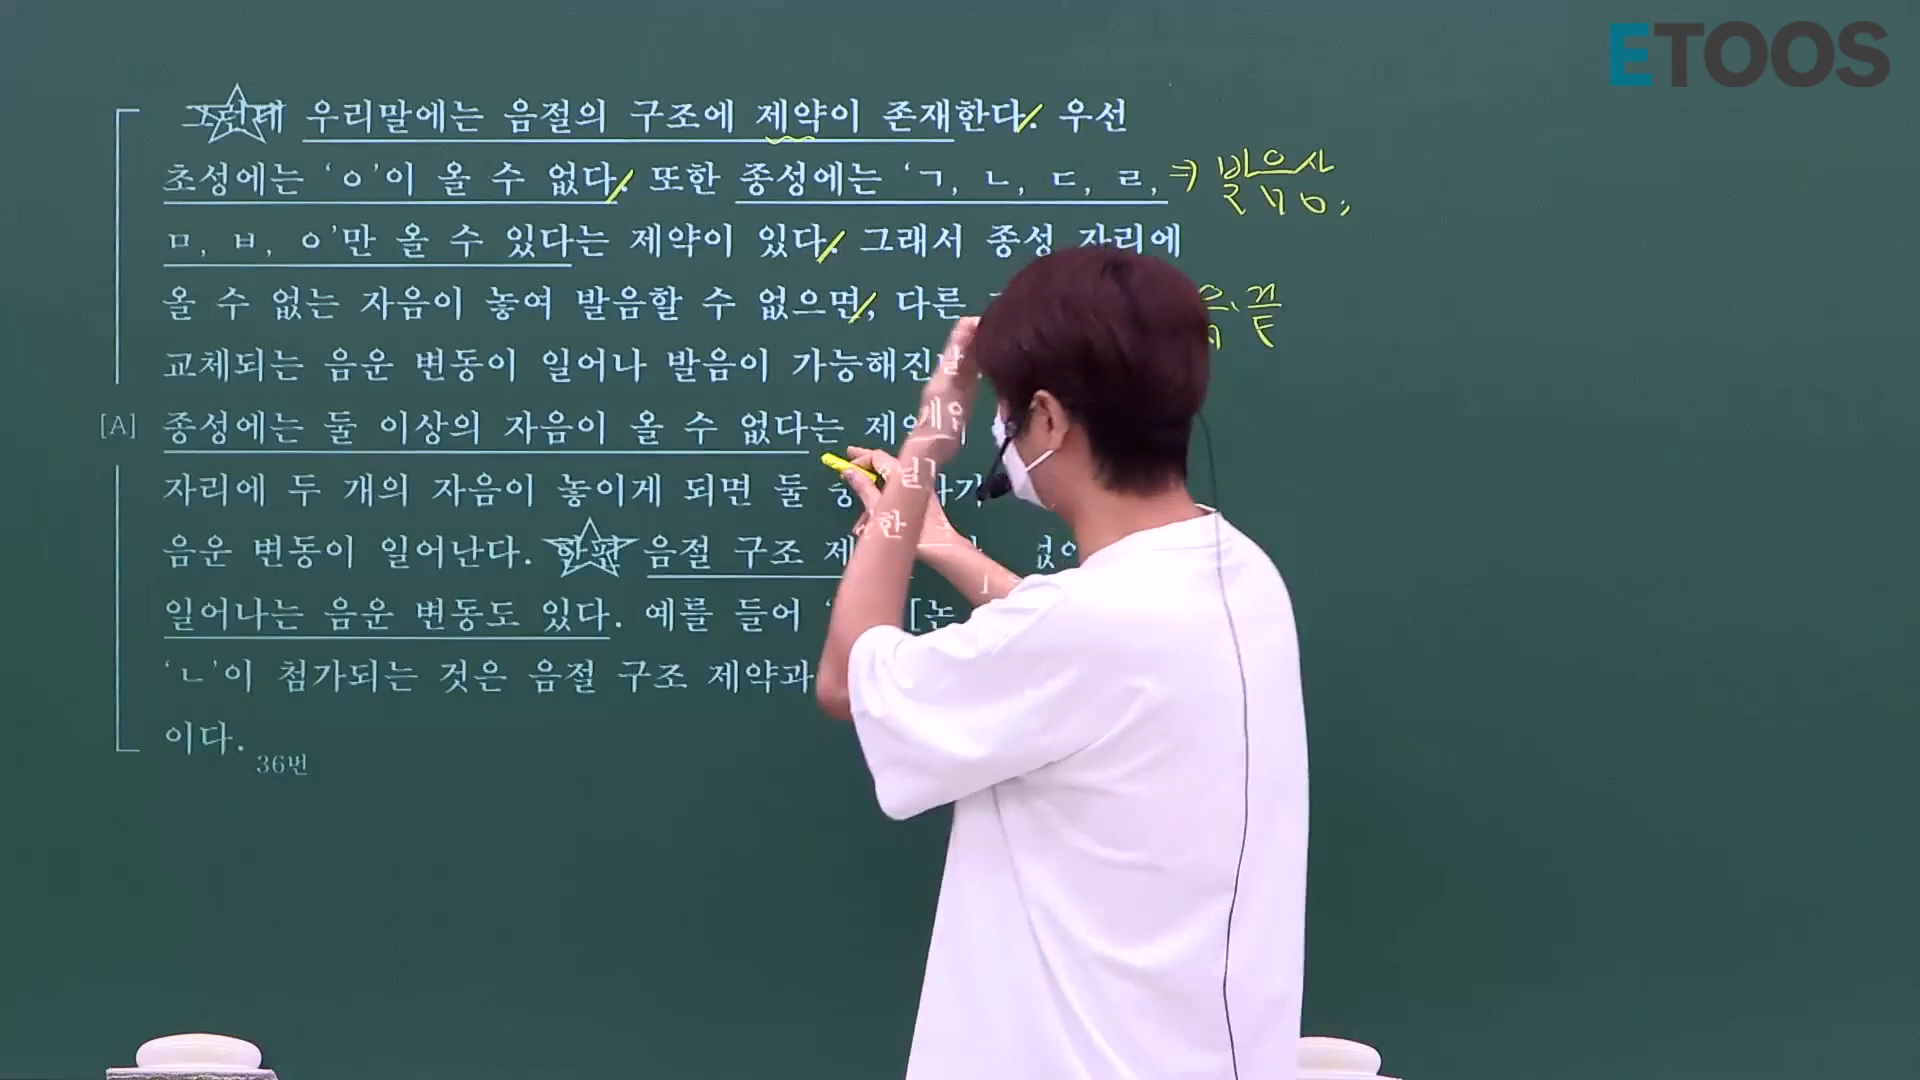 ETOOS
그런데 우리말에는 음절의 구조에 제약이 존재한다. 우선
초성에는 ‘ㅇ’이 올 수 없다. 또한 종성에는 ‘ㄱ, ㄴ, ㄷ, ㄹ, ⇒ 발음상
ㅁ, ㅂ, ㅇ’만 올 수 있다는 제약이 있다. 그래서 종성 자리에
올 수 없는 자음이 놓여 발음할 수 없으면, 다른
교체되는 음운 변동이 일어나 발음이 가능해진
[A] 종성에는 둘 이상의 자음이 올 수 없다는
자리에 두 개의 자음이 놓이게 되면 둘
음운 변동이 일어난다. 한편 음절 구조
일어나는 음운 변동도 있다. 예를 들어
‘ㄴ’이 첨가되는 것은 음절 구조 제약과
이다.
36번